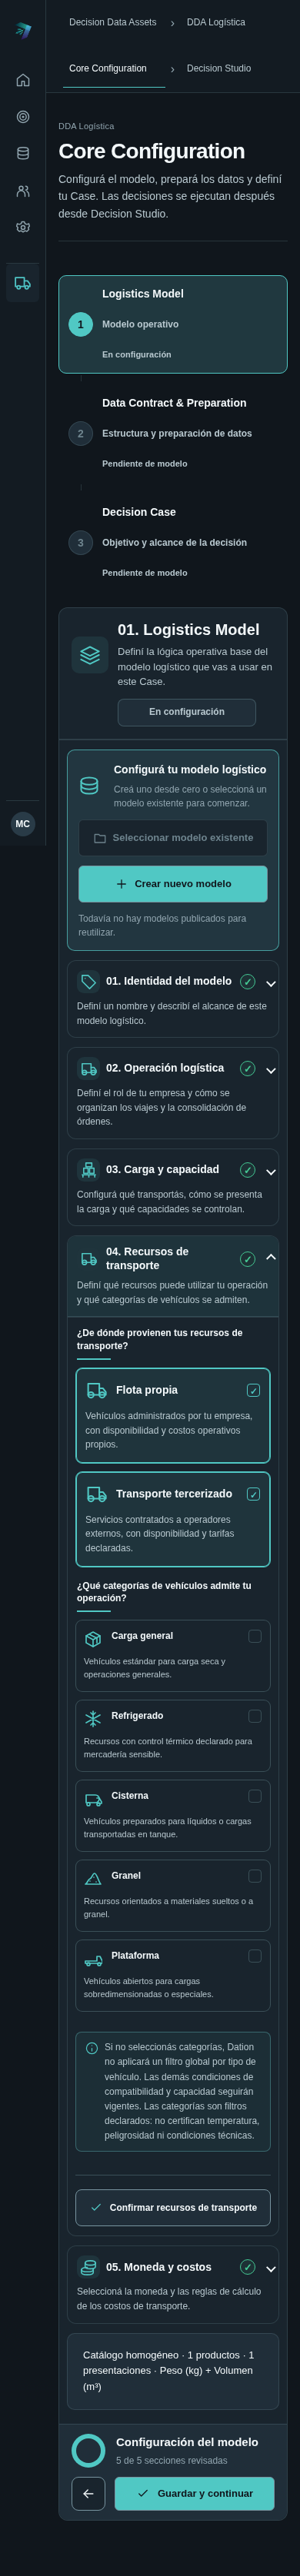 Decision Data Assets › DDA Logística
Core Configuration › Decision Studio
DDA Logística
Core Configuration
Configurá el modelo, prepará los datos y definí
tu Case. Las decisiones se ejecutan después
desde Decision Studio.
Logistics Model
1
Modelo operativo
En configuración
Data Contract & Preparation
2
Estructura y preparación de datos
Pendiente de modelo
Decision Case
3
Objetivo y alcance de la decisión
Pendiente de modelo
01. Logistics Model
Definí la lógica operativa base del
modelo logístico que vas a usar en
este Case.
En configuración
MC
Configurá tu modelo logístico
Creá uno desde cero o seleccioná un
modelo existente para comenzar.
Seleccionar modelo existente
Crear nuevo modelo
Todavía no hay modelos publicados para
reutilizar.
01. Identidad del modelo
Definí un nombre y describí el alcance de este
modelo logístico.
02. Operación logística
Definí el rol de tu empresa y cómo se
organizan los viajes y la consolidación de
órdenes.
03. Carga y capacidad
Configurá qué transportás, cómo se presenta
la carga y qué capacidades se controlan.
04. Recursos de
transporte
Definí qué recursos puede utilizar tu operación
y qué categorías de vehículos se admiten.
¿De dónde provienen tus recursos de
transporte?
Flota propia
Vehículos administrados por tu empresa,
con disponibilidad y costos operativos
propios.
Transporte tercerizado
Servicios contratados a operadores
externos, con disponibilidad y tarifas
declaradas.
¿Qué categorías de vehículos admite tu
operación?
Carga general
Vehículos estándar para carga seca y
operaciones generales.
Refrigerado
Recursos con control térmico declarado para
mercadería sensible.
Cisterna
Vehículos preparados para líquidos o cargas
transportadas en tanque.
Granel
Recursos orientados a materiales sueltos o a
granel.
Plataforma
Vehículos abiertos para cargas
sobredimensionadas o especiales.
Si no seleccionás categorías, Dation
no aplicará un filtro global por tipo de
vehículo. Las demás condiciones de
compatibilidad y capacidad seguirán
vigentes. Las categorías son filtros
declarados: no certifican temperatura,
peligrosidad ni condiciones técnicas.
Confirmar recursos de transporte
05. Moneda y costos
Seleccioná la moneda y las reglas de cálculo
de los costos de transporte.
Catálogo homogéneo · 1 productos · 1
presentaciones · Peso (kg) + Volumen
(m³)
Configuración del modelo
5 de 5 secciones revisadas
Guardar y continuar